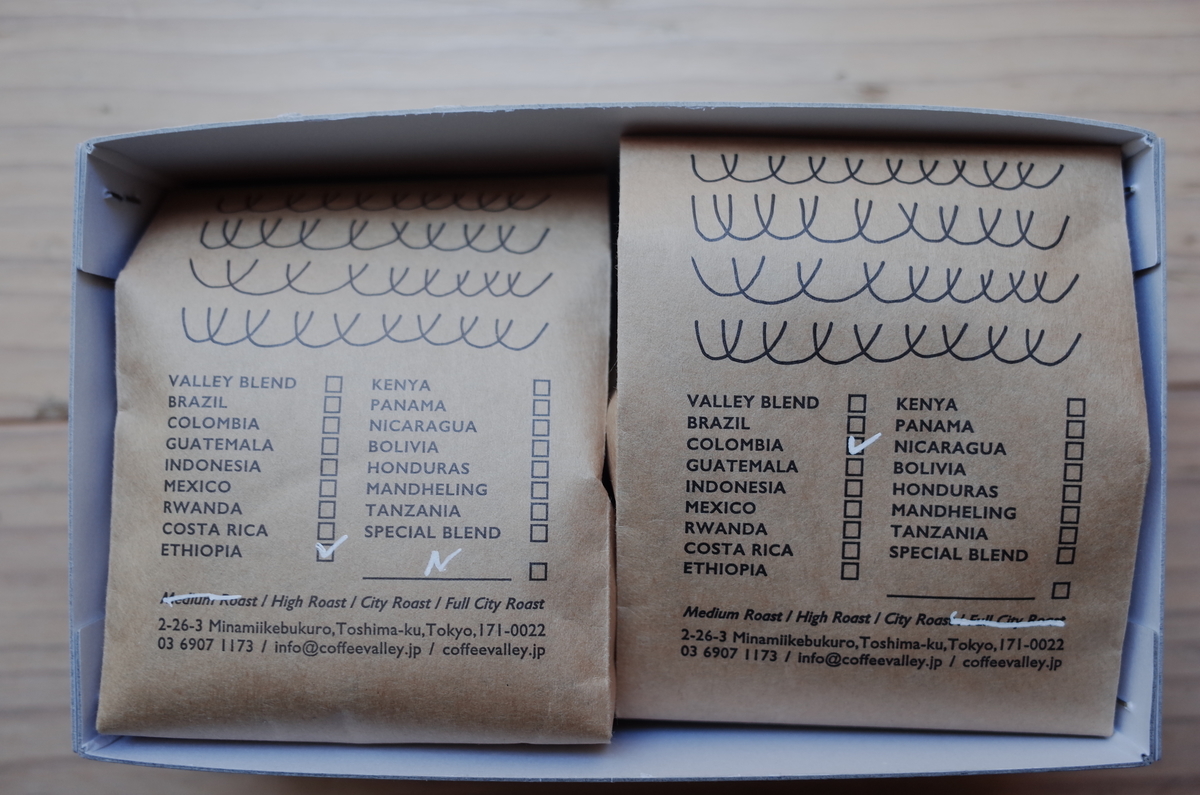 VALLEY BLEND
BRAZIL
COLOMBIA
GUATEMALA
INDONESIA
MEXICO
RWANDA
COSTA RICA
ETHIOPIA
KENYA
PANAMA
NICARAGUA
BOLIVIA
HONDURAS
MANDHELING
TANZANIA
SPECIAL BLEND
N
Medium Roast / High Roast / City Roast / Full City Roast
2-26-3 Minamiikebukuro,Toshima-ku,Tokyo,171-0022
03 6907 1173 / info@coffeevalley.jp / coffeevalley.jp
VALLEY BLEND
BRAZIL
COLOMBIA
GUATEMALA
INDONESIA
MEXICO
RWANDA
COSTA RICA
ETHIOPIA
KENYA
PANAMA
NICARAGUA
BOLIVIA
HONDURAS
MANDHELING
TANZANIA
SPECIAL BLEND
Medium Roast / High Roast / City Roast / Full City Roast
2-26-3 Minamiikebukuro,Toshima-ku,Tokyo,171-0022
03 6907 1173 / info@coffeevalley.jp / coffeevalley.jp